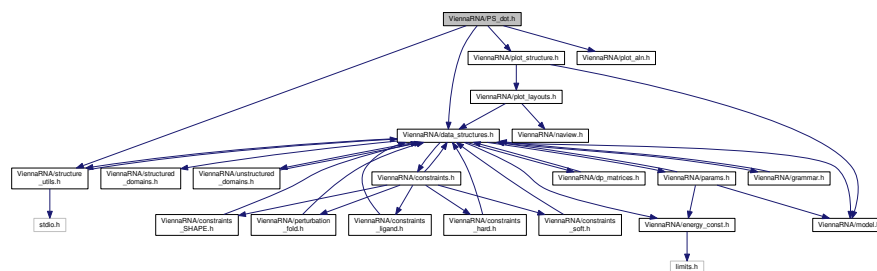 ViennaRNA/PS_dot.h
ViennaRNA/plot_structure.h
ViennaRNA/plot_aln.h
ViennaRNA/plot_layouts.h
ViennaRNA/data_structures.h
ViennaRNA/naview.h
ViennaRNA/structure
_utils.h
ViennaRNA/structured
_domains.h
ViennaRNA/unstructured
_domains.h
ViennaRNA/constraints.h
ViennaRNA/dp_matrices.h
ViennaRNA/params.h
ViennaRNA/grammar.h
stdio.h
ViennaRNA/constraints
_SHAPE.h
ViennaRNA/perturbation
_fold.h
ViennaRNA/constraints
_ligand.h
ViennaRNA/constraints
_hard.h
ViennaRNA/constraints
_soft.h
ViennaRNA/energy_const.h
ViennaRNA/model.h
limits.h